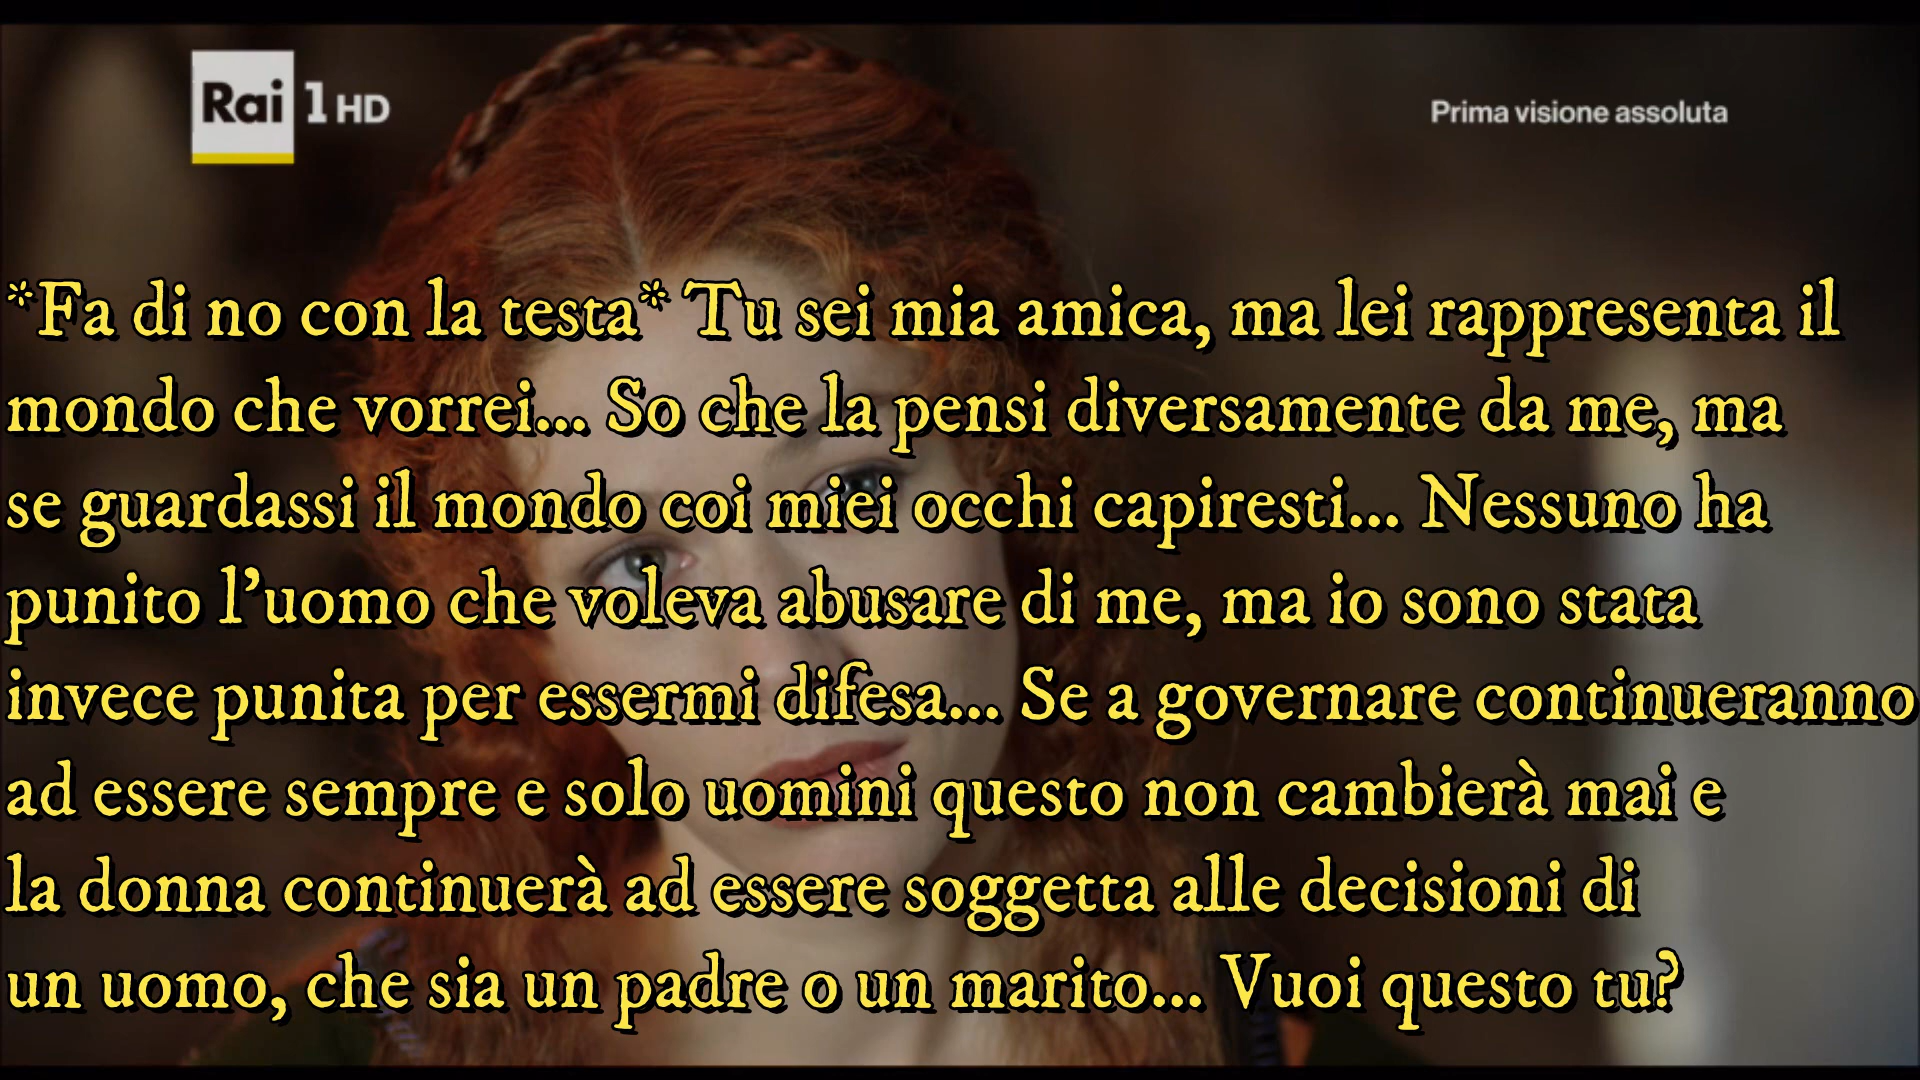 Rai 1 HD
Prima visione assoluta
*Fa di no con la testa* Tu sei mia amica, ma lei rappresenta il
mondo che vorrei... So che la pensi diversamente da me, ma
se guardassi il mondo coi miei occhi capiresti... Nessuno ha
punito l'uomo che voleva abusare di me, ma io sono stata
invece punita per essermi difesa... Se a governare continueranno
ad essere sempre e solo uomini questo non cambierà mai e
la donna continuerà ad essere soggetta alle decisioni di
un uomo, che sia un padre o un marito... Vuoi questo tu?